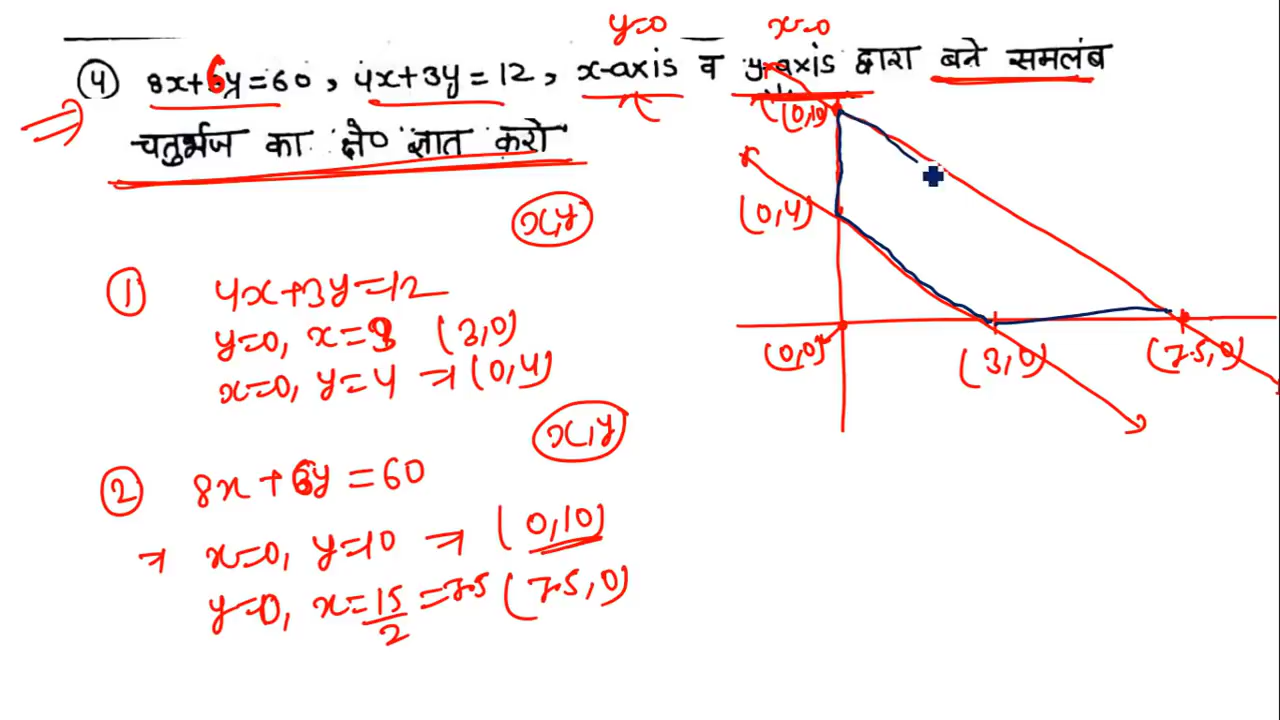 y=0 x=0
④ 8x+6y=60, 4x+3y=12, x-axis व y-axis द्वारा बने समलंब
चतुर्भज का क्षे० ज्ञात करो
(0,10)
(0,4)
(x,y)
① 4x+3y=12
y=0, x=3 (3,0)
x=0, y=4 → (0,4)
(0,0) (3,0) (7.5,0)
(x,y)
② 8x+6y=60
→ x=0, y=10 → (0,10)
y=0, x=15/2=7.5 (7.5,0)